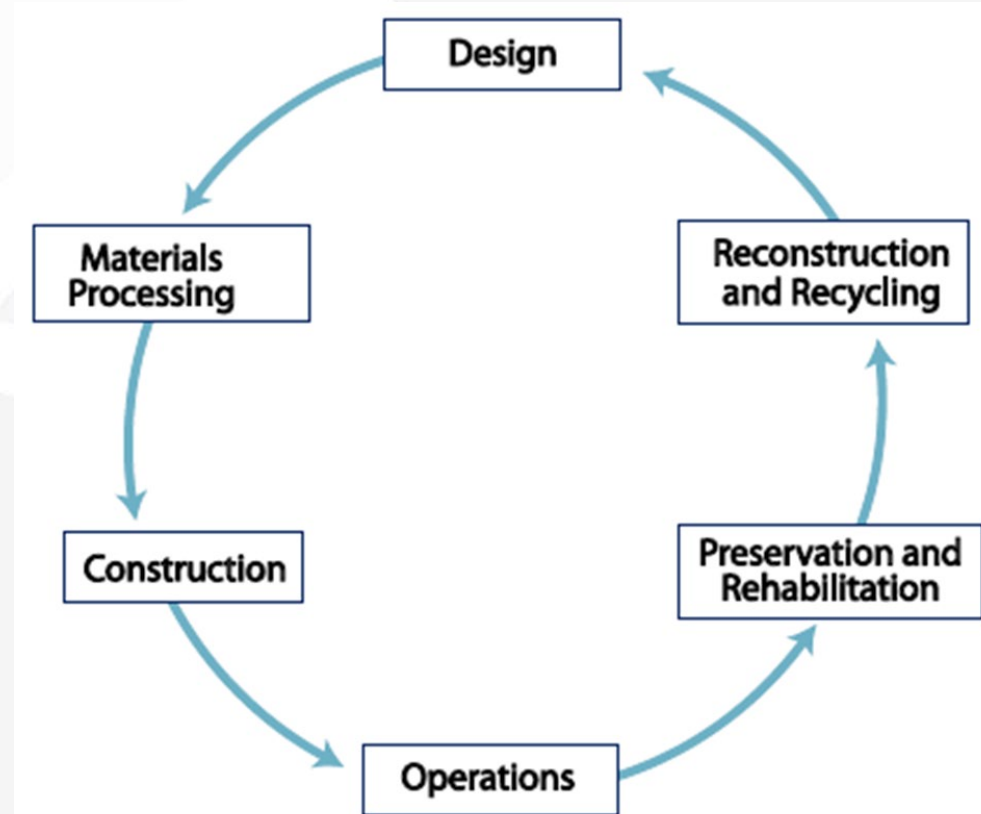 Design
Materials
Processing
Construction
Operations
Preservation and
Rehabilitation
Reconstruction
and Recycling